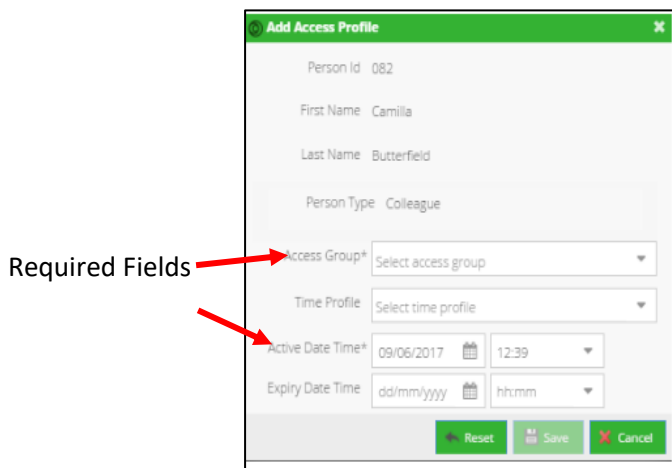 Add Access Profile
Person Id 082
First Name Camilla
Last Name Butterfield
Person Type Colleague
Required Fields
Access Group* Select access group
Time Profile Select time profile
Active Date Time* 09/06/2017 12:39
Expiry Date Time dd/mm/yyyy hh:mm
Reset Save Cancel